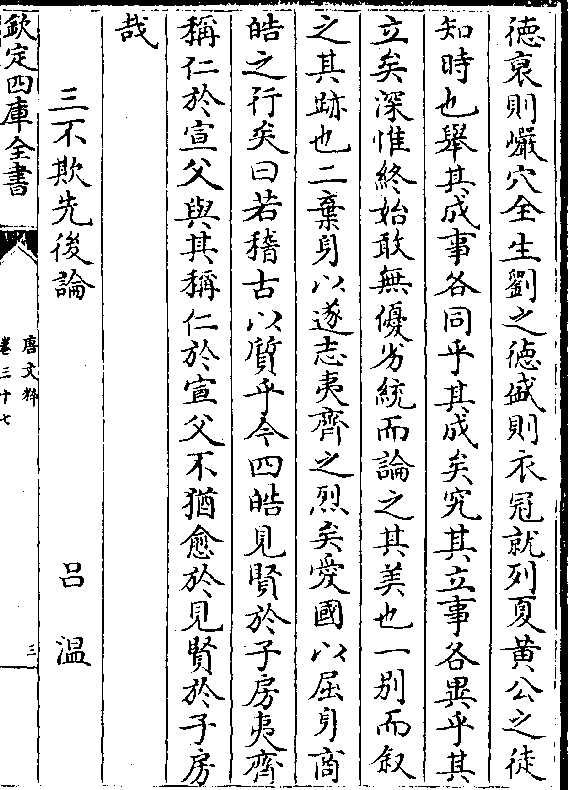 德衰則巗穴全生劉之德盛則衣冠就列夏黃公之徒
知時也舉其成事各同乎其成矣究其立事各異乎其
立矣深惟終始敢無優劣統而論之其美也一别而叙
之其跡也二棄身以遂志夷齊之烈矣愛國以屈身商
皓之行矣曰若稽古以質乎今四皓見賢於子房夷齊
稱仁於宣父與其稱仁於宣父不猶愈於見賢於子房
哉
三不欺先後論 吕温
欽定四庫全書
唐文粹
卷三十七
三